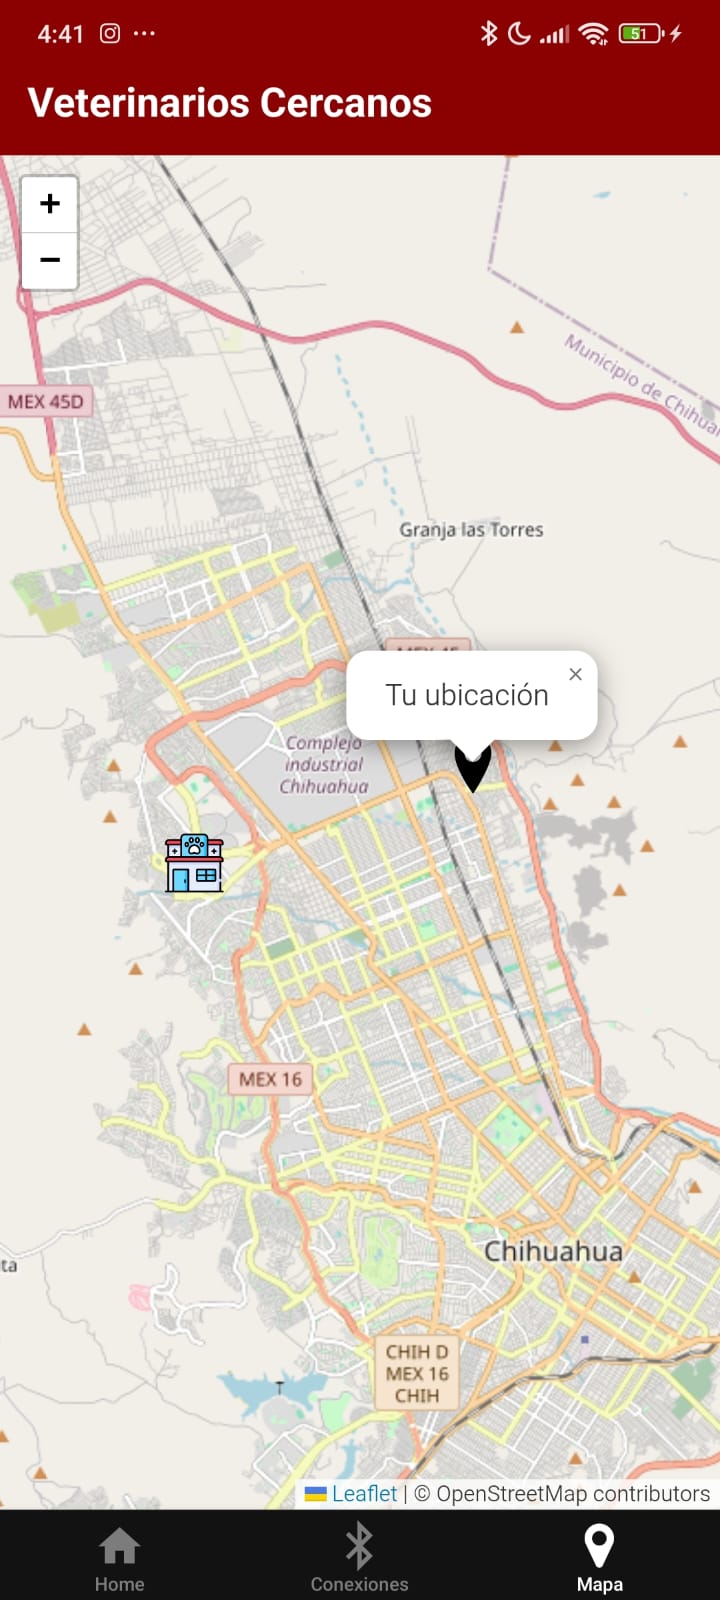 4:41
51
Veterinarios Cercanos
+
−
MEX 45D
Municipio de Chihua
Granja las Torres
MEX 45
Tu ubicación
×
Complejo
industrial
Chihuahua
MEX 16
Chihuahua
ta
CHIH D
MEX 16
CHIH
Leaflet | © OpenStreetMap contributors
Home
Conexiones
Mapa